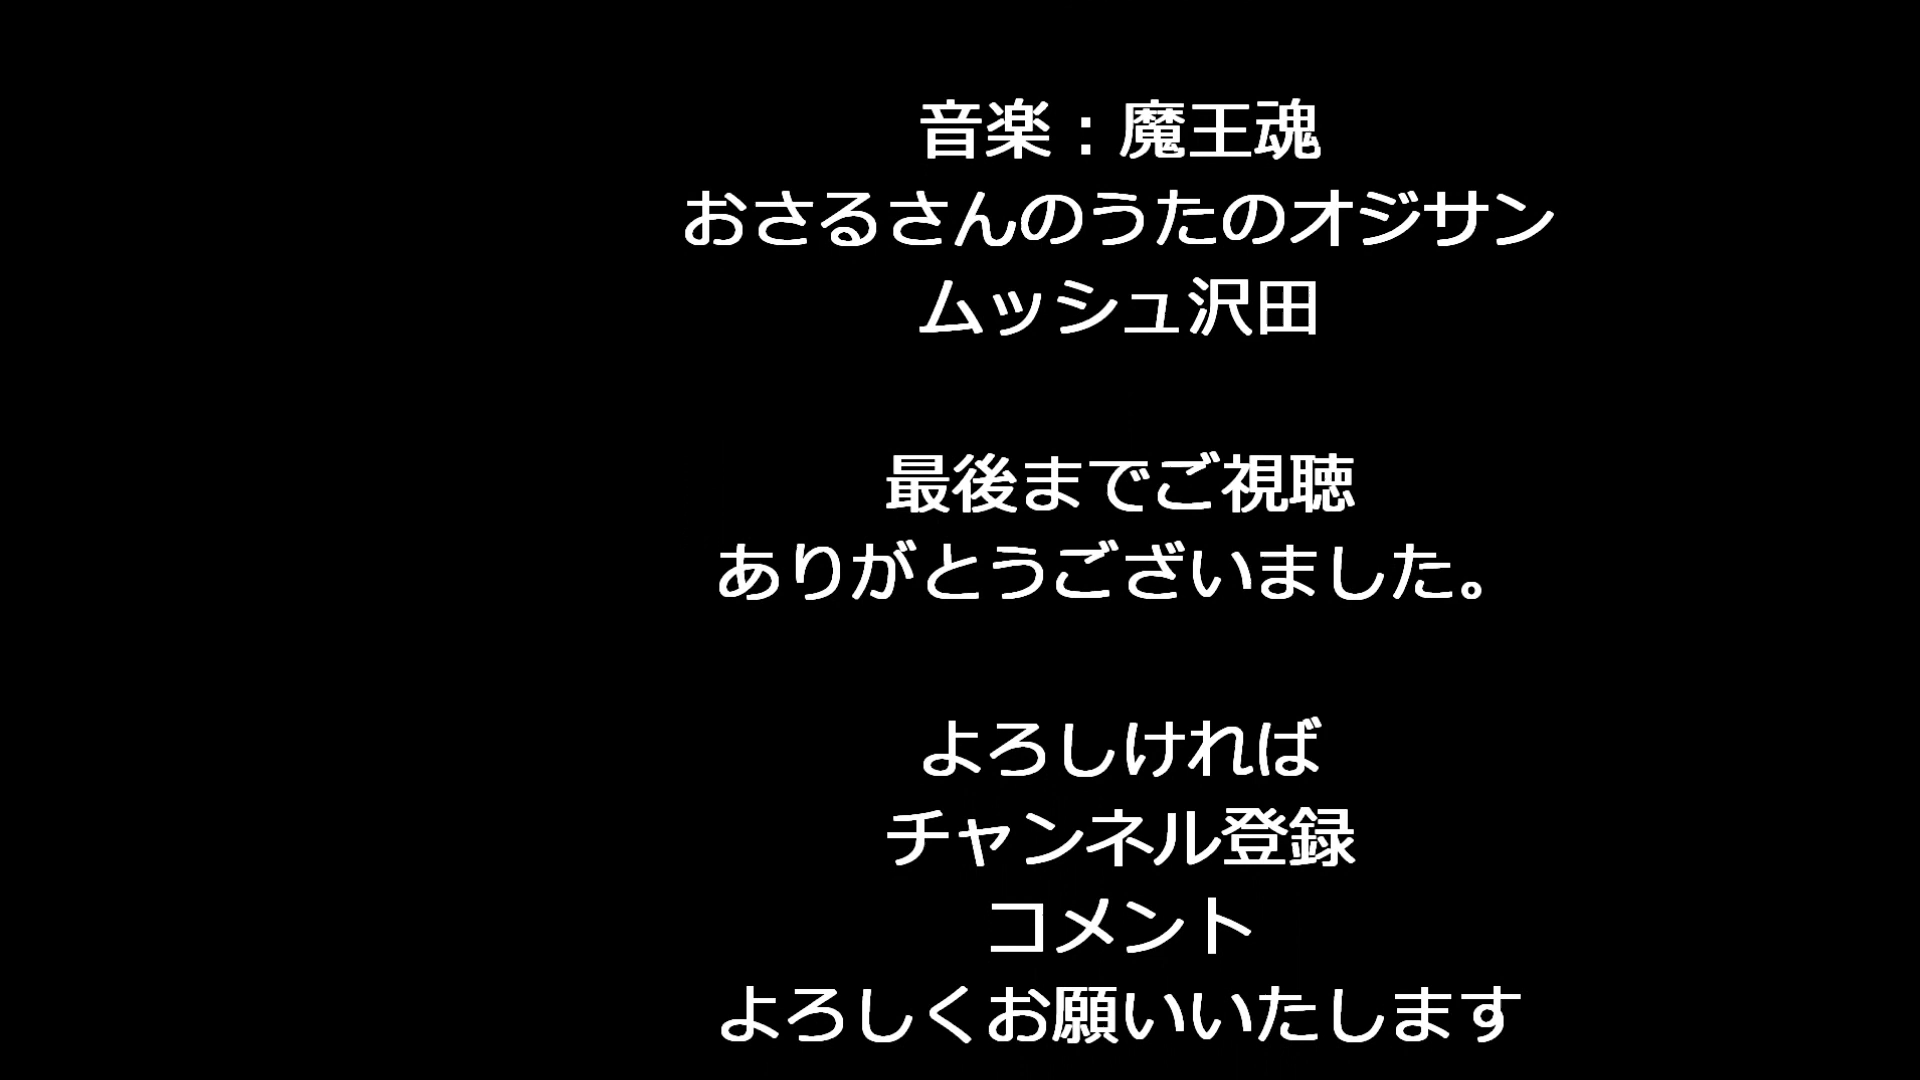 音楽：魔王魂
おさるさんのうたのオジサン
ムッシュ沢田
最後までご視聴
ありがとうございました。
よろしければ
チャンネル登録
コメント
よろしくお願いいたします